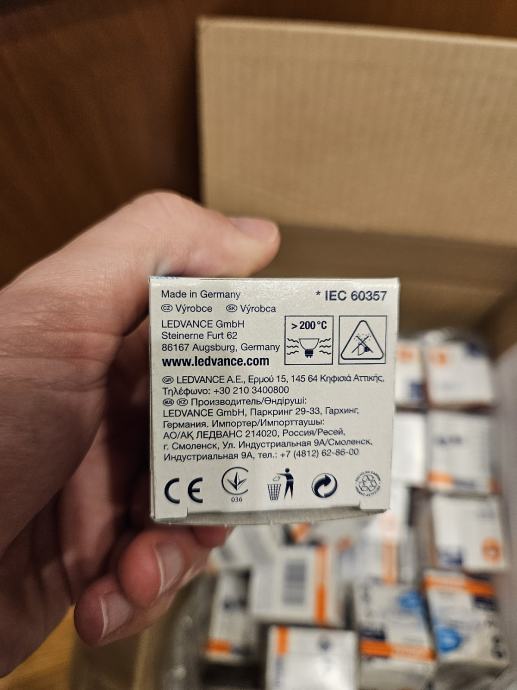 Made in Germany * IEC 60357
CZ Výrobce SK Výrobca
LEDVANCE GmbH
Steinerne Furt 62
86167 Augsburg, Germany
www.ledvance.com
> 200°C
GR LEDVANCE A.E., Ερμού 15, 145 64 Κηφισιά Αττικής,
Τηλέφωνο: +30 210 3400800
Производитель/Өндіруші:
LEDVANCE GmbH, Паркринг 29-33, Гархинг,
Германия. Импортер/Импорттаушы:
АО/АҚ ЛЕДВАНС 214020, Россия/Ресей,
г. Смоленск, Ул. Индустриальная 9А/Смоленск,
Индустриальная 9А, тел.: +7 (4812) 62-86-00
CE
036